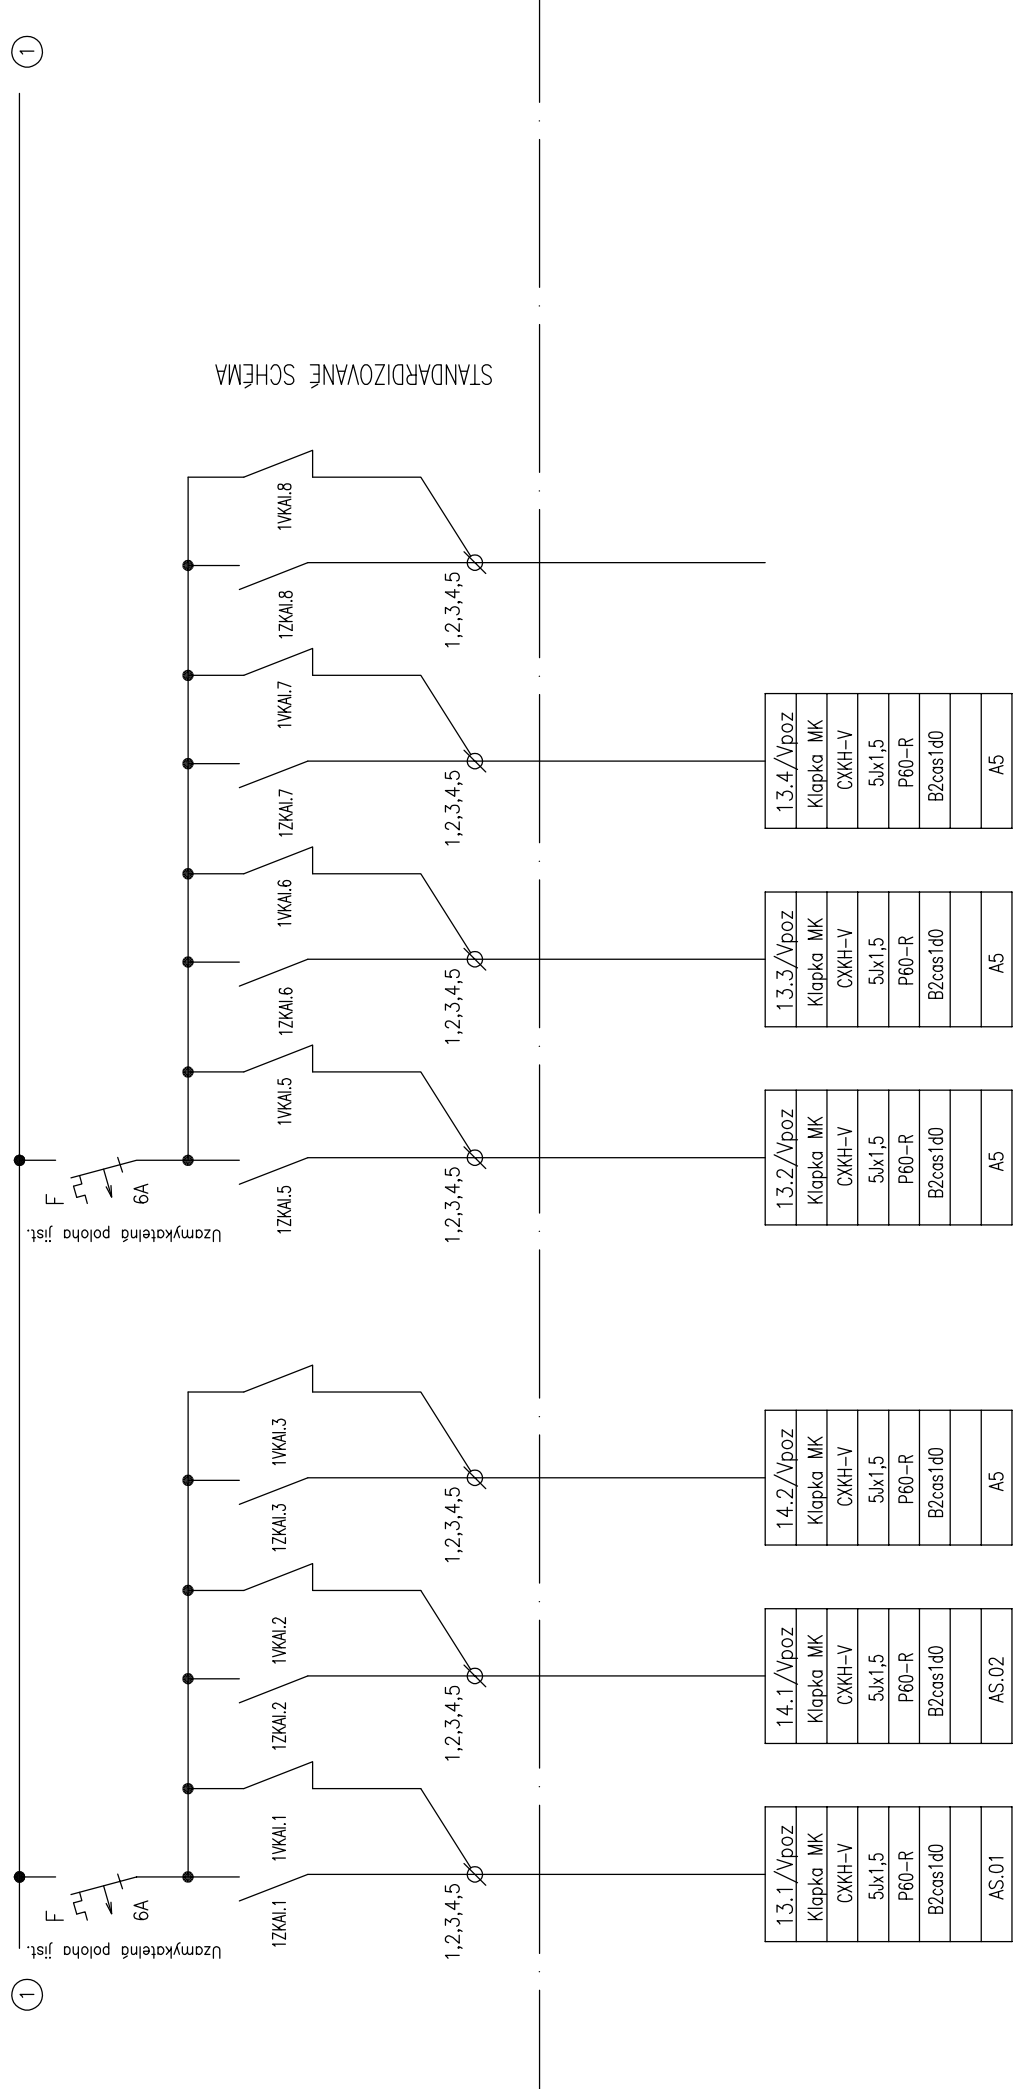 1
1
F
6A
Uzamykatelná poloha jist.
1ZKAI.1
1VKAI.1
1ZKAI.2
1VKAI.2
1ZKAI.3
1VKAI.3
1,2,3,4,5
1,2,3,4,5
1,2,3,4,5
F
6A
Uzamykatelná poloha jist.
1ZKAI.5
1VKAI.5
1ZKAI.6
1VKAI.6
1ZKAI.7
1VKAI.7
1ZKAI.8
1VKAI.8
1,2,3,4,5
1,2,3,4,5
1,2,3,4,5
1,2,3,4,5
STANDARDIZOVANÉ SCHÉMA
13.1/Vpoz
Klapka MK
CXKH-V
5Jx1,5
P60-R
B2cas1d0
AS.01
14.1/Vpoz
Klapka MK
CXKH-V
5Jx1,5
P60-R
B2cas1d0
AS.02
14.2/Vpoz
Klapka MK
CXKH-V
5Jx1,5
P60-R
B2cas1d0
A5
13.2/Vpoz
Klapka MK
CXKH-V
5Jx1,5
P60-R
B2cas1d0
A5
13.3/Vpoz
Klapka MK
CXKH-V
5Jx1,5
P60-R
B2cas1d0
A5
13.4/Vpoz
Klapka MK
CXKH-V
5Jx1,5
P60-R
B2cas1d0
A5